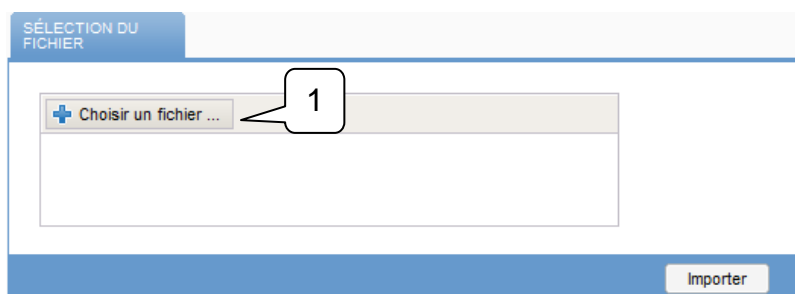 SÉLECTION DU
FICHIER
Choisir un fichier ...
1
Importer